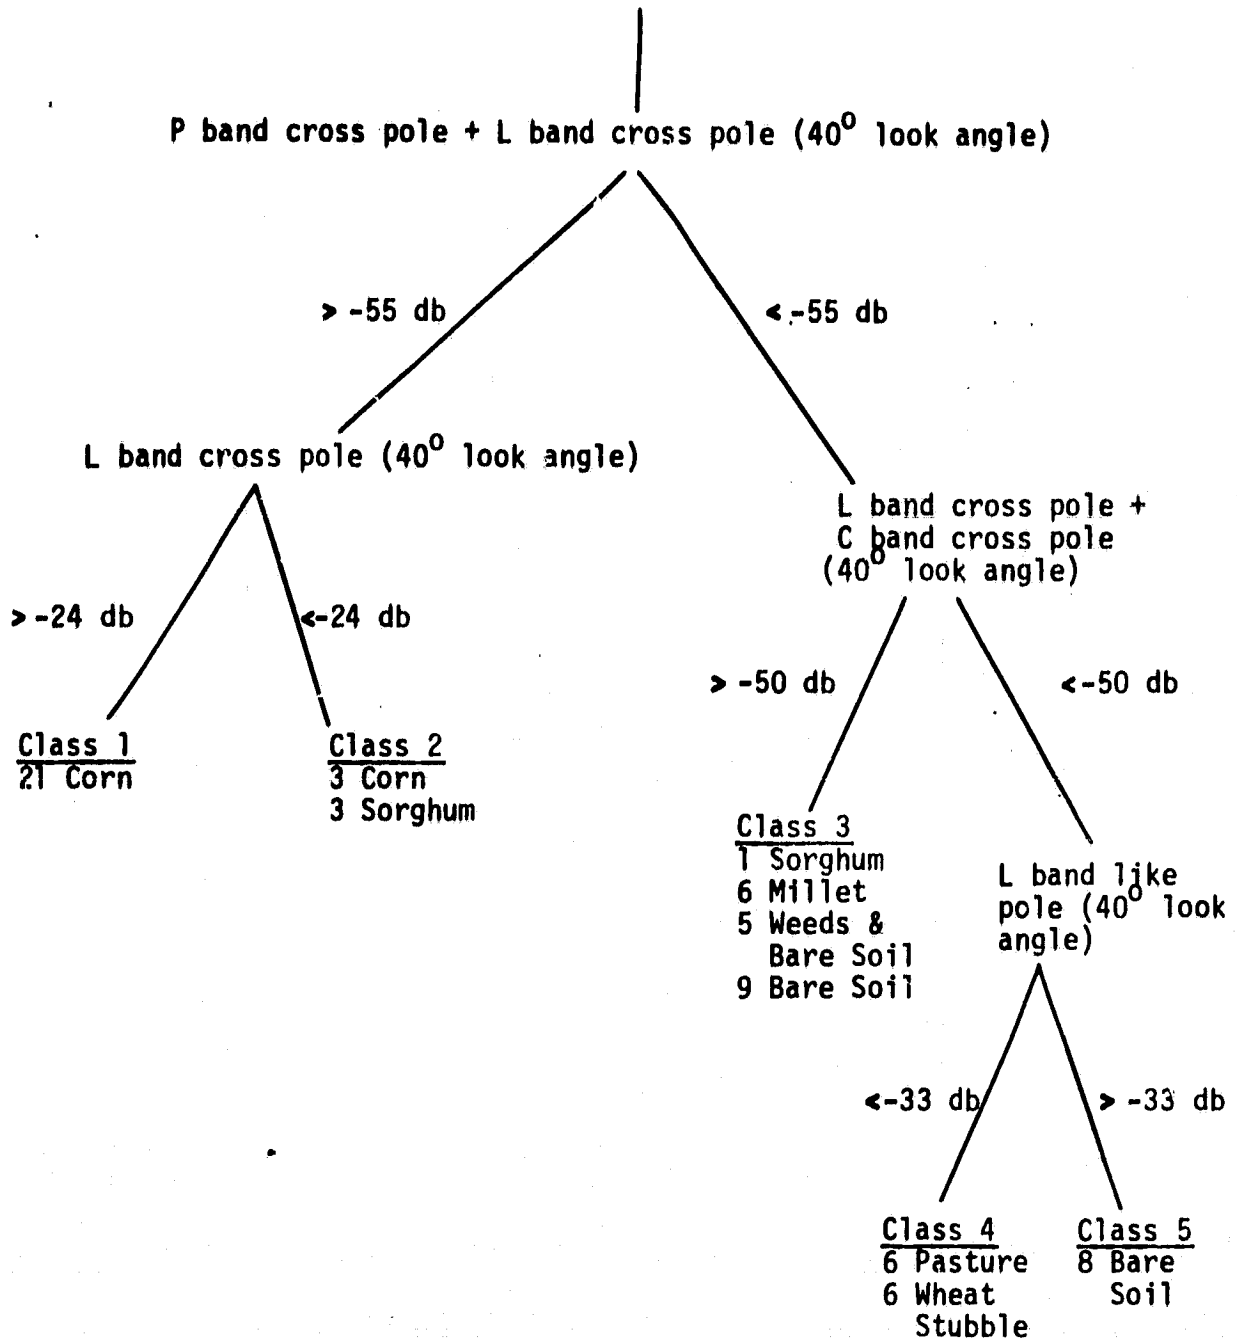 P band cross pole + L band cross pole (40⁰ look angle)
> -55 db
< -55 db
L band cross pole (40⁰ look angle)
L band cross pole +
C band cross pole
(40⁰ look angle)
> -24 db
< -24 db
> -50 db
< -50 db
Class 1
21 Corn
Class 2
3 Corn
3 Sorghum
Class 3
1 Sorghum
6 Millet
5 Weeds &
Bare Soil
9 Bare Soil
L band like
pole (40⁰ look
angle)
< -33 db
> -33 db
Class 4
6 Pasture
6 Wheat
Stubble
Class 5
8 Bare
Soil